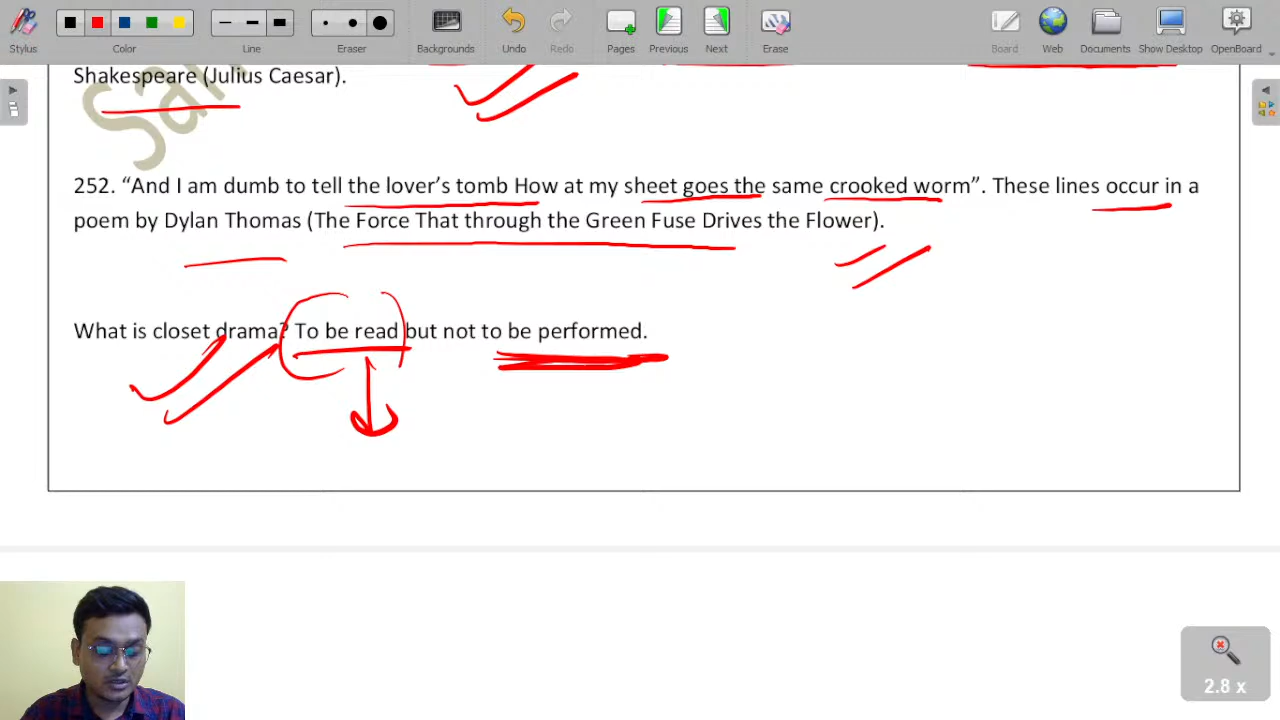 Stylus
Color
Line
Eraser
Backgrounds
Undo
Redo
Pages
Previous
Next
Erase
Board
Web
Documents
Show Desktop
OpenBoard
Shakespeare (Julius Caesar).
252. “And I am dumb to tell the lover’s tomb How at my sheet goes the same crooked worm”. These lines occur in a
poem by Dylan Thomas (The Force That through the Green Fuse Drives the Flower).
What is closet drama? To be read but not to be performed.
2.8 x